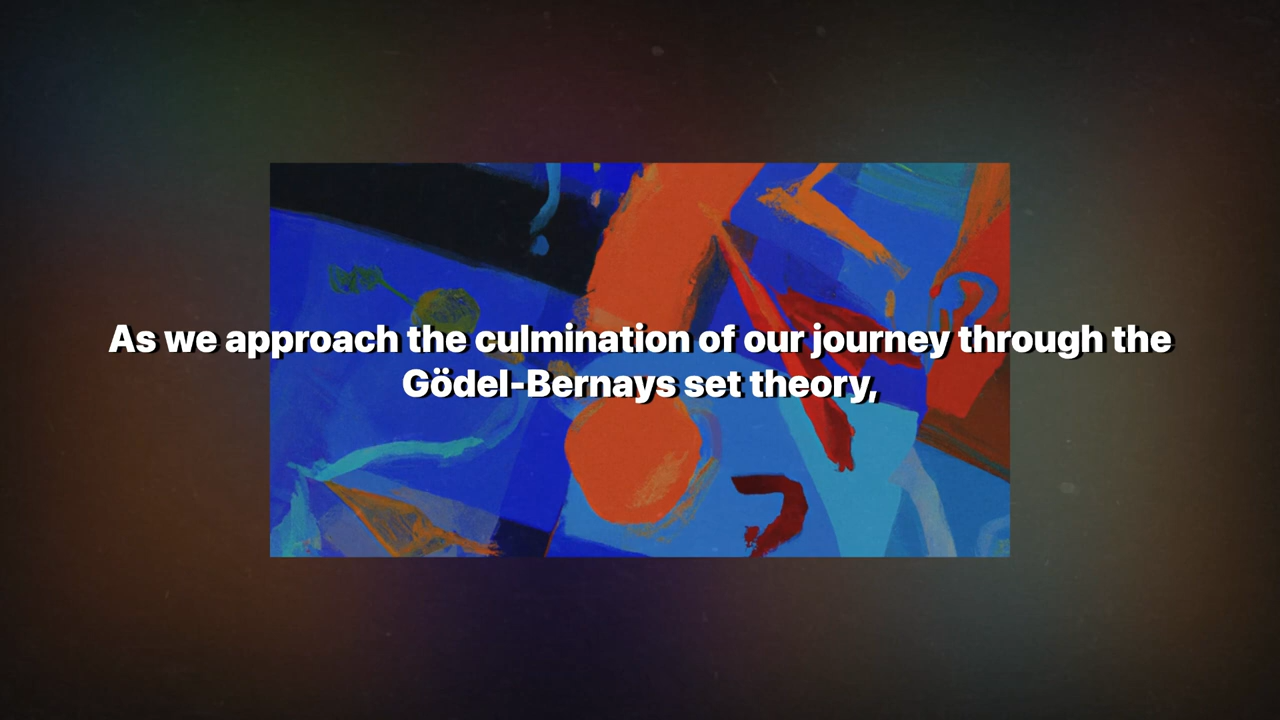 As we approach the culmination of our journey through the
Gödel-Bernays set theory,